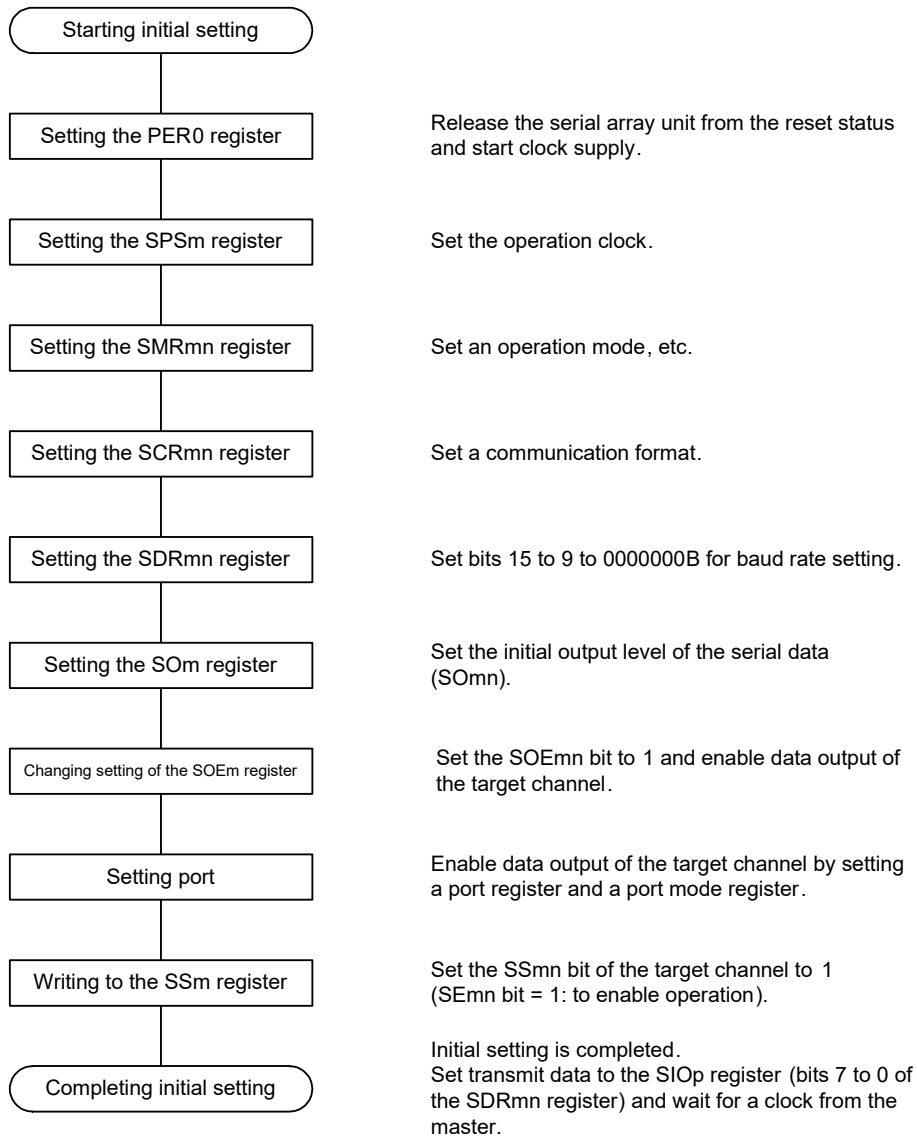 Starting initial setting
Setting the PER0 register
Release the serial array unit from the reset status
and start clock supply.
Setting the SPSm register
Set the operation clock.
Setting the SMRmn register
Set an operation mode, etc.
Setting the SCRmn register
Set a communication format.
Setting the SDRmn register
Set bits 15 to 9 to 0000000B for baud rate setting.
Setting the SOm register
Set the initial output level of the serial data
(SOmn).
Changing setting of the SOEm register
Set the SOEmn bit to 1 and enable data output of
the target channel.
Setting port
Enable data output of the target channel by setting
a port register and a port mode register.
Writing to the SSm register
Set the SSmn bit of the target channel to 1
(SEmn bit = 1: to enable operation).
Completing initial setting
Initial setting is completed.
Set transmit data to the SIOp register (bits 7 to 0 of
the SDRmn register) and wait for a clock from the
master.